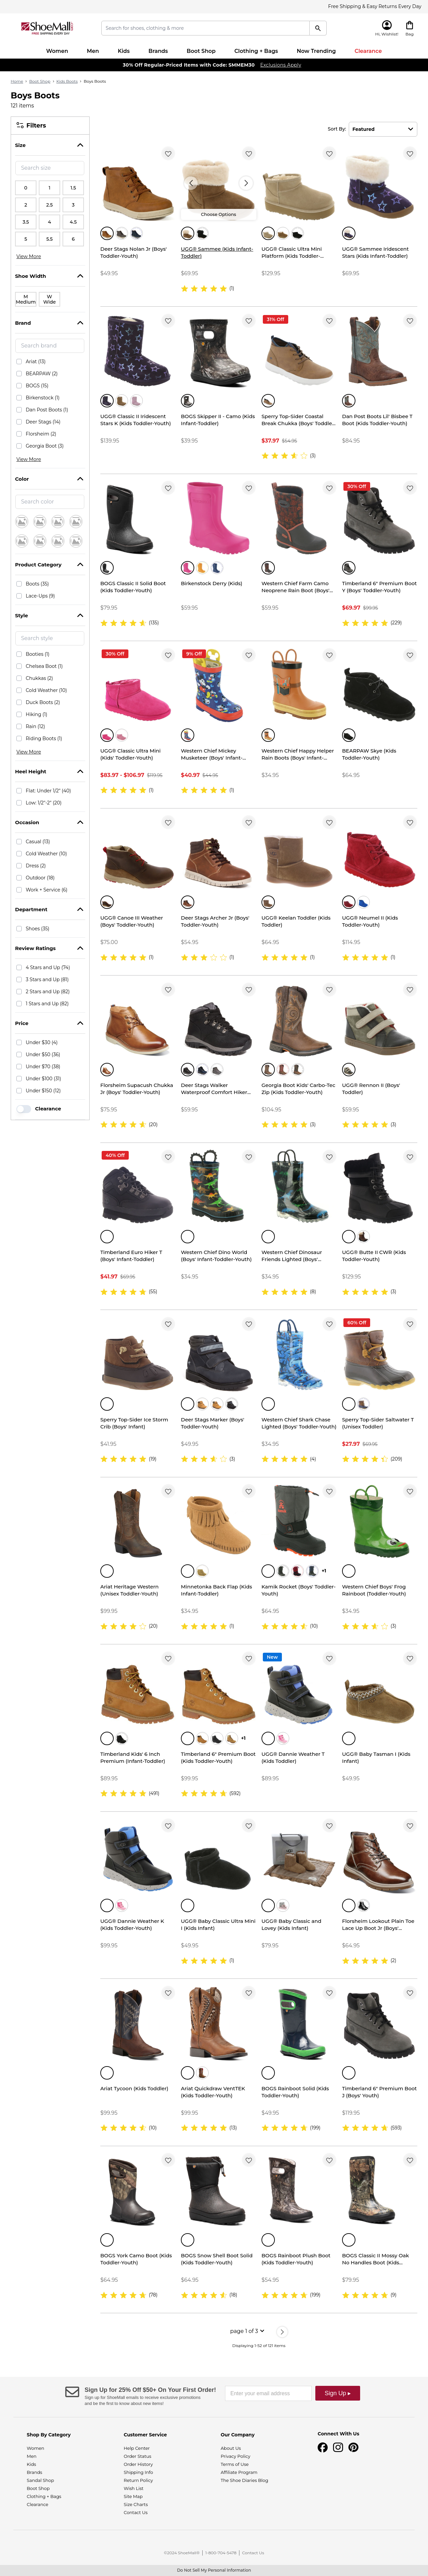 Free Shipping & Easy Returns Every Day
ShoeMall
FREE SHIPPING EVERY DAY
Search for shoes, clothing & more
Hi, Wishlist!
Bag
Women Men Kids Brands Boot Shop Clothing + Bags Now Trending Clearance
30% Off Regular-Priced Items with Code: SMMEM30 Exclusions Apply
Home > Boot Shop > Kids Boots > Boys Boots
Boys Boots
121 items
Filters
Sort By: Featured
Size
Search size
0 1 1.5
2 2.5 3
3.5 4 4.5
5 5.5 6
View More
Shoe Width
M Medium
W Wide
Brand
Search brand
Ariat (13)
BEARPAW (2)
BOGS (15)
Birkenstock (1)
Dan Post Boots (1)
Deer Stags (14)
Florsheim (2)
Georgia Boot (3)
View More
Color
Search color
Product Category
Boots (35)
Lace-Ups (9)
Style
Search style
Booties (1)
Chelsea Boot (1)
Chukkas (2)
Cold Weather (10)
Duck Boots (2)
Hiking (1)
Rain (12)
Riding Boots (1)
View More
Heel Height
Flat: Under 1/2" (40)
Low: 1/2"-2" (20)
Occasion
Casual (13)
Cold Weather (10)
Dress (2)
Outdoor (18)
Work + Service (6)
Department
Shoes (35)
Review Ratings
4 Stars and Up (74)
3 Stars and Up (81)
2 Stars and Up (82)
1 Stars and Up (82)
Price
Under $30 (4)
Under $50 (36)
Under $70 (38)
Under $100 (31)
Under $150 (12)
Clearance
Choose Options
Deer Stags Nolan Jr (Boys' Toddler-Youth)
$49.95
UGG® Sammee (Kids Infant-Toddler)
$69.95
(1)
UGG® Classic Ultra Mini Platform (Kids Toddler-...
$129.95
UGG® Sammee Iridescent Stars (Kids Infant-Toddler)
$69.95
UGG® Classic II Iridescent Stars K (Kids Toddler-Youth)
$139.95
BOGS Skipper II - Camo (Kids Infant-Toddler)
$39.95
31% Off
Sperry Top-Sider Coastal Break Chukka (Boys' Toddle...
$37.97 $54.95
(3)
Dan Post Boots Lil' Bisbee T Boot (Kids Toddler-Youth)
$84.95
BOGS Classic II Solid Boot (Kids Toddler-Youth)
$79.95
(135)
Birkenstock Derry (Kids)
$59.95
Western Chief Farm Camo Neoprene Rain Boot (Boys'...
$59.95
30% Off
Timberland 6" Premium Boot Y (Boys' Toddler-Youth)
$69.97 $99.95
(229)
30% Off
UGG® Classic Ultra Mini (Kids' Toddler-Youth)
$83.97 - $106.97 $119.95
(1)
9% Off
Western Chief Mickey Musketeer (Boys' Infant-...
$40.97 $44.95
(1)
Western Chief Happy Helper Rain Boots (Boys' Infant-...
$34.95
BEARPAW Skye (Kids Toddler-Youth)
$64.95
UGG® Canoe III Weather (Boys' Toddler-Youth)
$75.00
(1)
Deer Stags Archer Jr (Boys' Toddler-Youth)
$54.95
(1)
UGG® Keelan Toddler (Kids Toddler)
$64.95
(1)
UGG® Neumel II (Kids Toddler-Youth)
$114.95
(1)
Florsheim Supacush Chukka Jr (Boys' Toddler-Youth)
$75.95
(20)
Deer Stags Walker Waterproof Comfort Hiker...
$59.95
Georgia Boot Kids' Carbo-Tec Zip (Kids Toddler-Youth)
$104.95
(3)
UGG® Rennon II (Boys' Toddler)
$59.95
(3)
40% Off
Timberland Euro Hiker T (Boys' Infant-Toddler)
$41.97 $69.95
(55)
Western Chief Dino World (Boys' Infant-Toddler-Youth)
$34.95
Western Chief Dinosaur Friends Lighted (Boys'...
$34.95
(8)
UGG® Butte II CWR (Kids Toddler-Youth)
$129.95
(3)
Sperry Top-Sider Ice Storm Crib (Boys' Infant)
$41.95
(19)
Deer Stags Marker (Boys' Toddler-Youth)
$49.95
(3)
Western Chief Shark Chase Lighted (Boys' Toddler-Youth)
$34.95
(4)
60% Off
Sperry Top-Sider Saltwater T (Unisex Toddler)
$27.97 $69.95
(209)
Ariat Heritage Western (Unisex Toddler-Youth)
$99.95
(20)
Minnetonka Back Flap (Kids Infant-Toddler)
$34.95
(1)
+1
Kamik Rocket (Boys' Toddler-Youth)
$64.95
(10)
Western Chief Boys' Frog Rainboot (Toddler-Youth)
$34.95
(3)
Timberland Kids' 6 Inch Premium (Infant-Toddler)
$89.95
(491)
+1
Timberland 6" Premium Boot (Kids Toddler-Youth)
$99.95
(592)
New
UGG® Dannie Weather T (Kids Toddler)
$89.95
UGG® Baby Tasman I (Kids Infant)
$49.95
UGG® Dannie Weather K (Kids Toddler-Youth)
$99.95
UGG® Baby Classic Ultra Mini I (Kids Infant)
$49.95
(1)
UGG® Baby Classic and Lovey (Kids Infant)
$79.95
Florsheim Lookout Plain Toe Lace Up Boot Jr (Boys'...
$64.95
(2)
Ariat Tycoon (Kids Toddler)
$99.95
(10)
Ariat Quickdraw VentTEK (Kids Toddler-Youth)
$99.95
(13)
BOGS Rainboot Solid (Kids Toddler-Youth)
$49.95
(199)
Timberland 6" Premium Boot J (Boys' Youth)
$119.95
(593)
BOGS York Camo Boot (Kids Toddler-Youth)
$64.95
(78)
BOGS Snow Shell Boot Solid (Kids Toddler-Youth)
$64.95
(18)
BOGS Rainboot Plush Boot (Kids Toddler-Youth)
$54.95
(199)
BOGS Classic II Mossy Oak No Handles Boot (Kids...
$79.95
(9)
page 1 of 3
Displaying 1-52 of 121 items
Sign Up for 25% Off $50+ On Your First Order!
Sign up for ShoeMall emails to receive exclusive promotions
and be the first to know about new items!
Enter your email address
Sign Up ▸
Shop By Category
Women
Men
Kids
Brands
Sandal Shop
Boot Shop
Clothing + Bags
Clearance
Customer Service
Help Center
Order Status
Order History
Shipping Info
Return Policy
Wish List
Site Map
Size Charts
Contact Us
Our Company
About Us
Privacy Policy
Terms of Use
Affiliate Program
The Shoe Diaries Blog
Connect With Us
©2024 ShoeMall® | 1-800-704-5478 | Contact Us
Do Not Sell My Personal Information